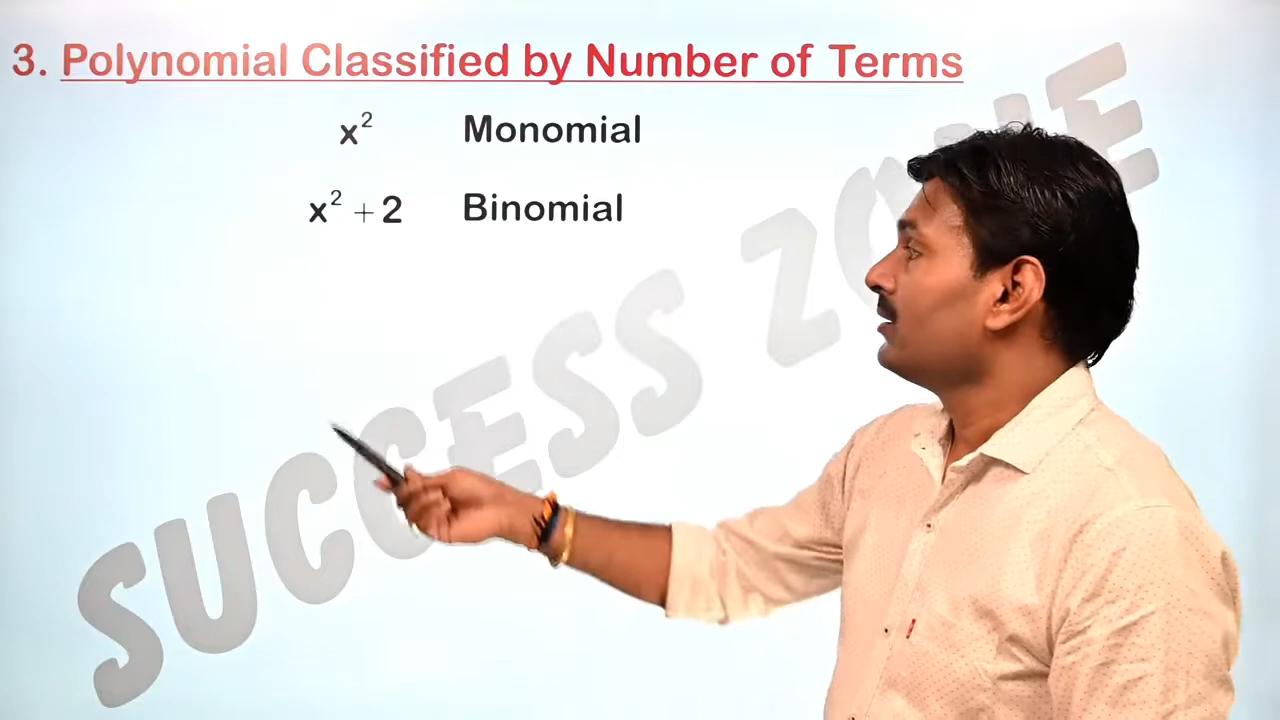 3. Polynomial Classified by Number of Terms
x² Monomial
x² + 2 Binomial
SUCCESS ZONE